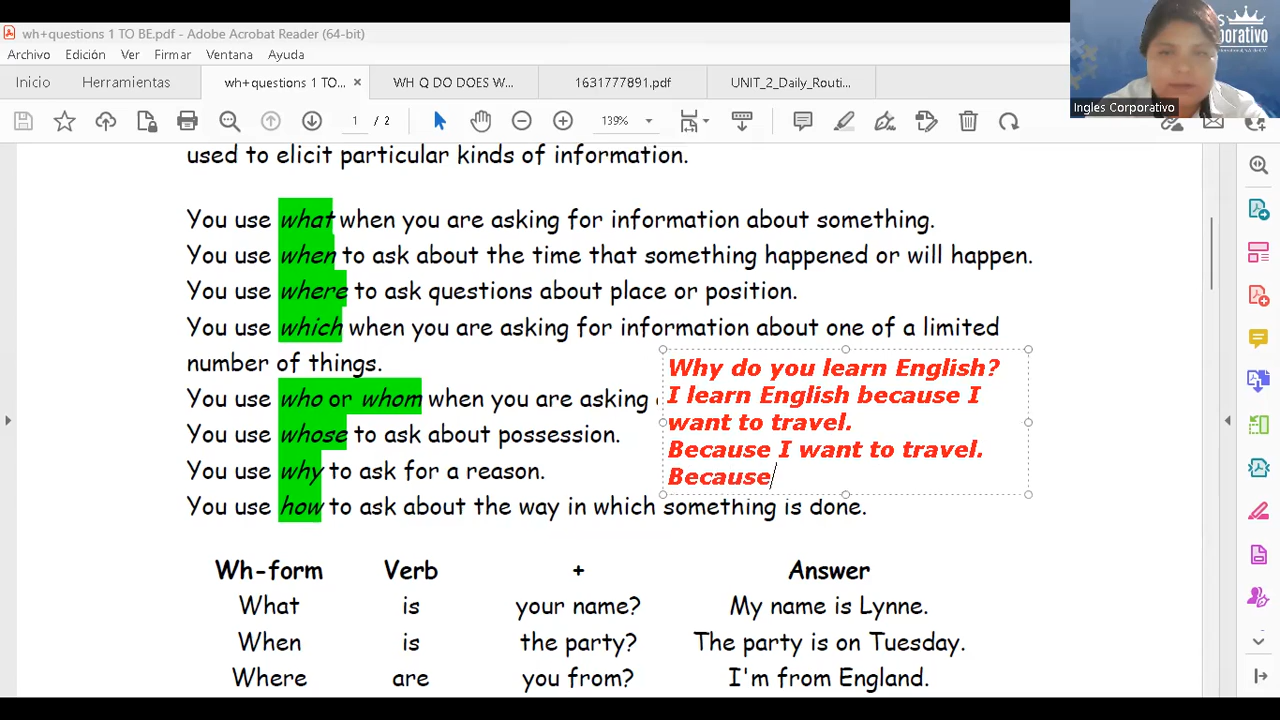 wh+questions 1 TO BE.pdf - Adobe Acrobat Reader (64-bit)
Archivo Edición Ver Firmar Ventana Ayuda
Inicio Herramientas wh+questions 1 TO... × WH Q DO DOES W... 1631777891.pdf UNIT_2_Daily_Routi...
1 / 2 139%
Ingles Corporativo
used to elicit particular kinds of information.
You use what when you are asking for information about something.
You use when to ask about the time that something happened or will happen.
You use where to ask questions about place or position.
You use which when you are asking for information about one of a limited
number of things.
You use who or whom when you are asking
You use whose to ask about possession.
You use why to ask for a reason.
You use how to ask about the way in which something is done.
Why do you learn English?
I learn English because I
want to travel.
Because I want to travel.
Because
Wh-form Verb + Answer
What is your name? My name is Lynne.
When is the party? The party is on Tuesday.
Where are you from? I'm from England.